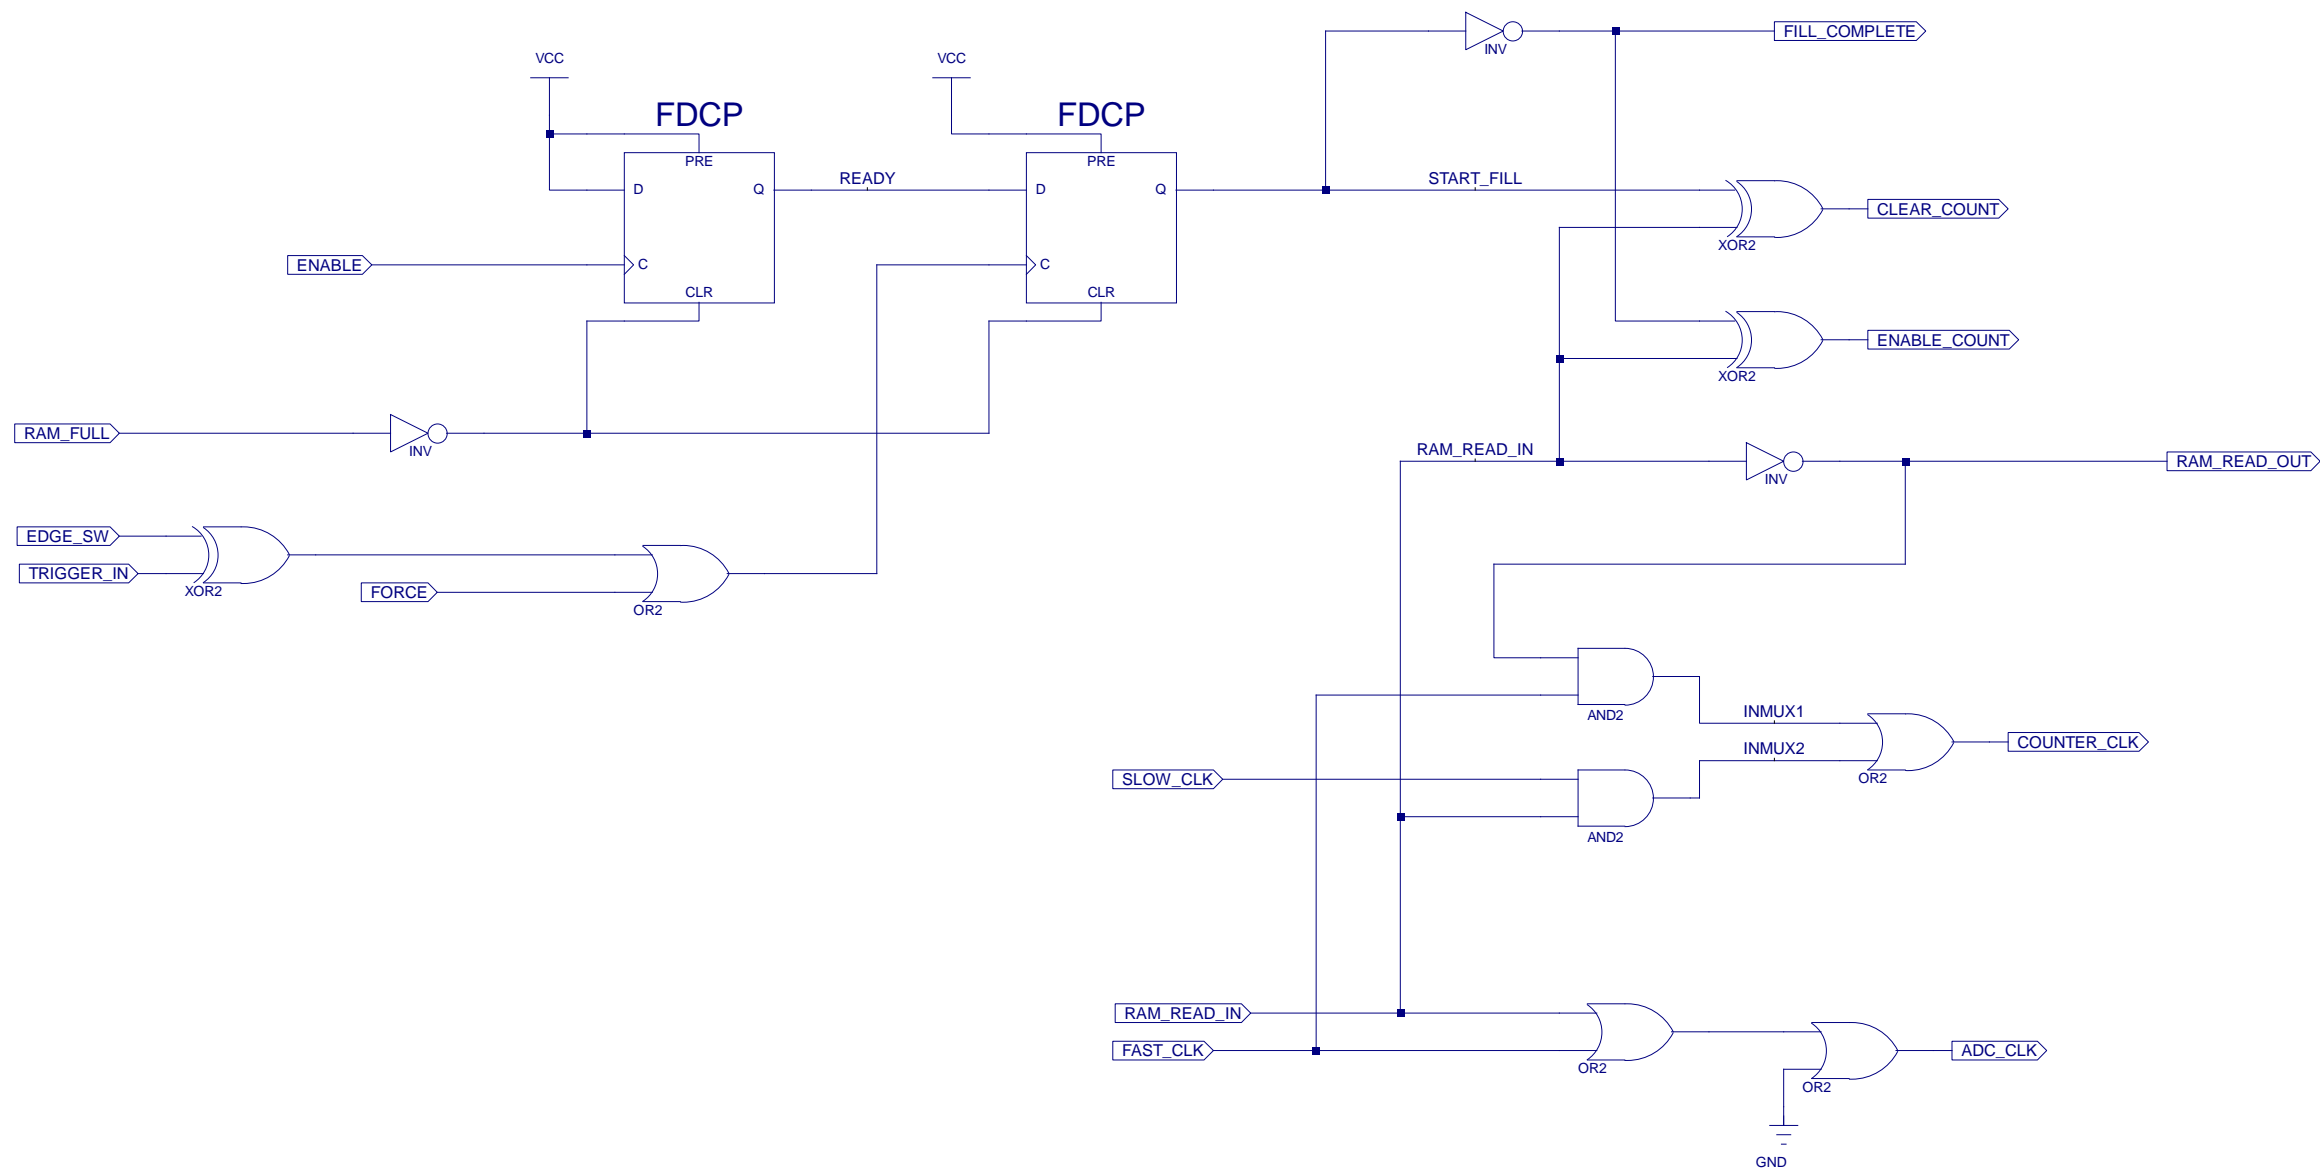 FILL_COMPLETE
INV
VCC
VCC
FDCP
FDCP
PRE
PRE
D
Q
READY
D
Q
START_FILL
CLEAR_COUNT
XOR2
ENABLE
C
C
CLR
CLR
ENABLE_COUNT
XOR2
RAM_FULL
INV
RAM_READ_IN
INV
RAM_READ_OUT
EDGE_SW
TRIGGER_IN
XOR2
FORCE
OR2
AND2
INMUX1
INMUX2
COUNTER_CLK
OR2
SLOW_CLK
AND2
RAM_READ_IN
FAST_CLK
OR2
ADC_CLK
OR2
GND